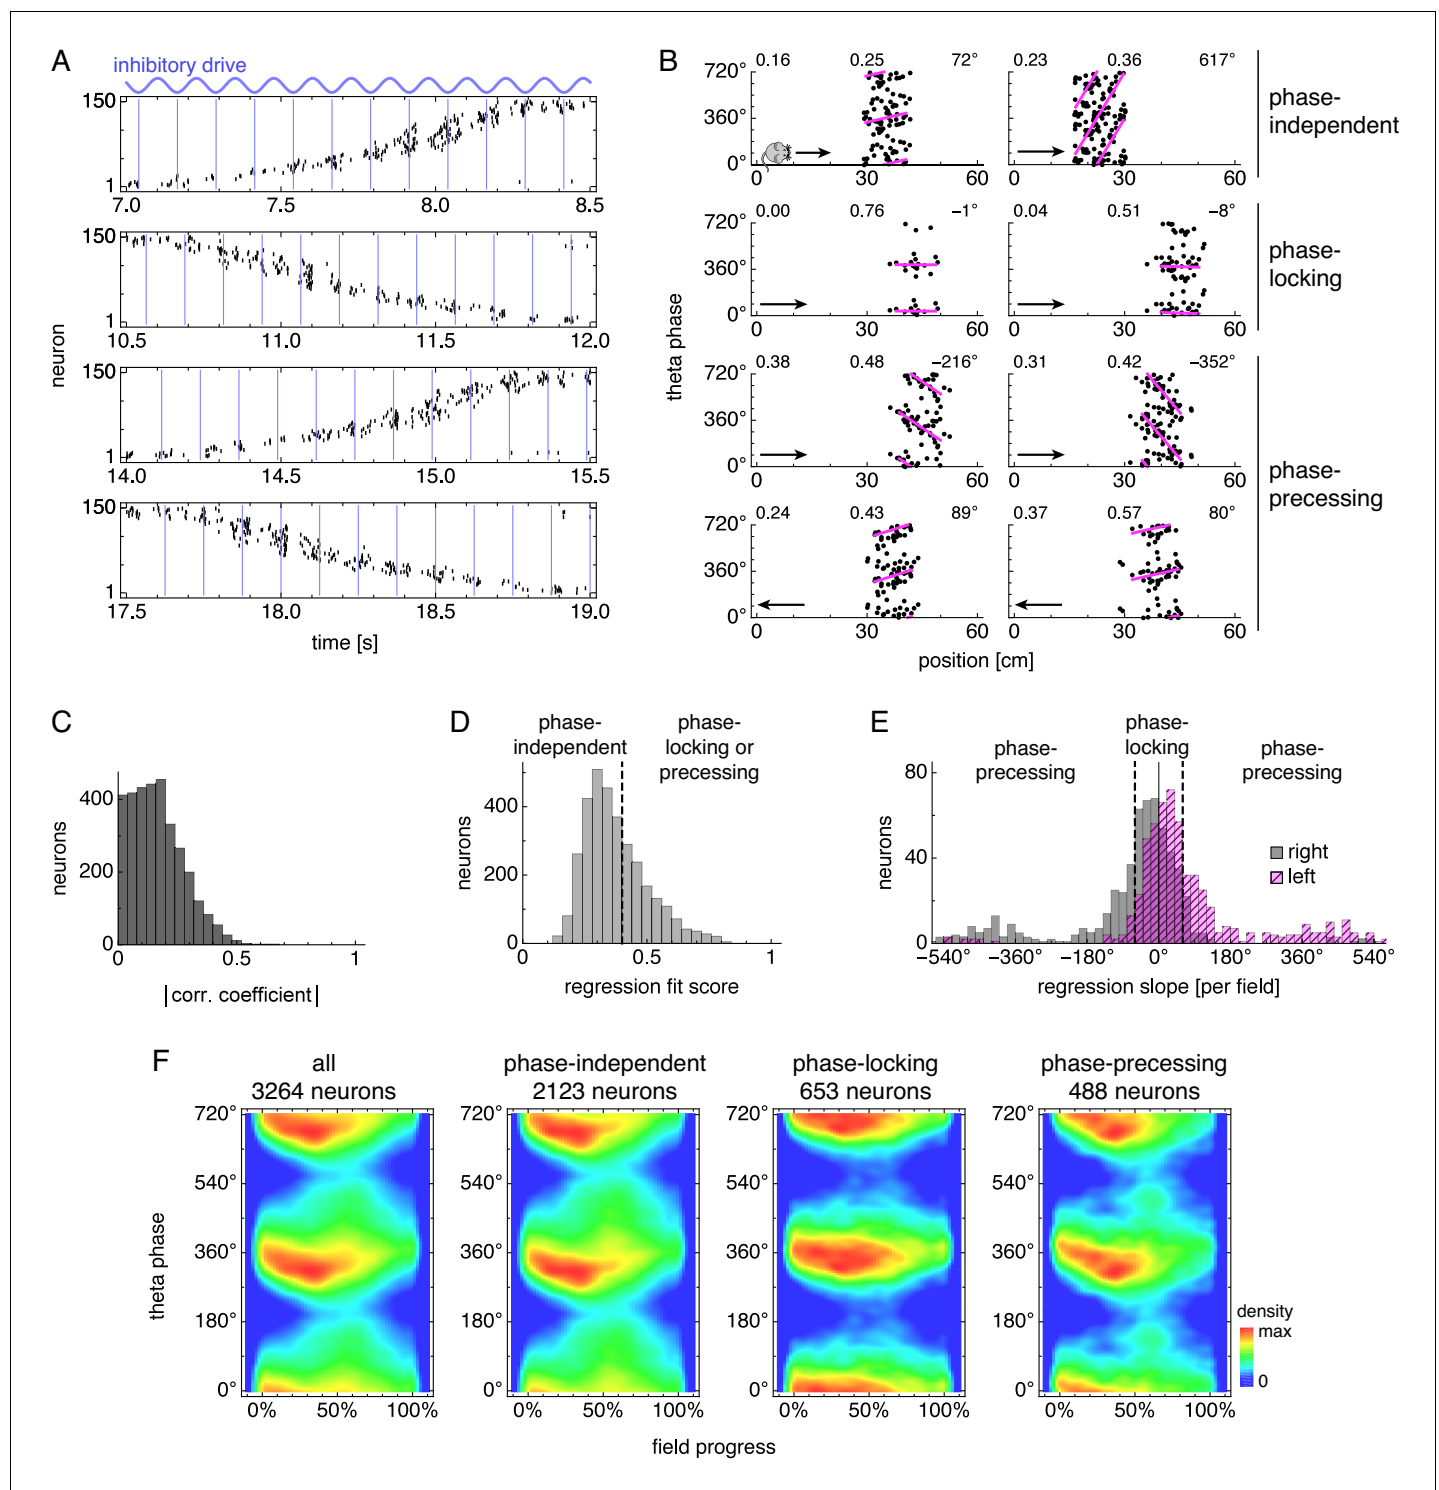 A
inhibitory drive
150
1
7.0 7.5 8.0 8.5
150
1
10.5 11.0 11.5 12.0
150
1
14.0 14.5 15.0 15.5
150
1
17.5 18.0 18.5 19.0
neuron
time [s]
B
0.16 0.25 72°
0.23 0.36 617°
720°
360°
0°
0 30 60
0 30 60
phase-
independent
0.00 0.76 −1°
0.04 0.51 −8°
720°
360°
0°
0 30 60
0 30 60
phase-
locking
0.38 0.48 −216°
0.31 0.42 −352°
720°
360°
0°
0 30 60
0 30 60
0.24 0.43 89°
0.37 0.57 80°
720°
360°
0°
0 30 60
0 30 60
phase-
precessing
theta phase
position [cm]
C
400
200
0
0 0.5 1
neurons
|corr. coefficient|
D
phase-
independent
phase-
locking or
precessing
400
200
0
0 0.5 1
neurons
regression fit score
E
phase-
precessing
phase-
locking
phase-
precessing
80
40
0
−540° −360° −180° 0° 180° 360° 540°
neurons
right
left
regression slope [per field]
F
all
3264 neurons
phase-independent
2123 neurons
phase-locking
653 neurons
phase-precessing
488 neurons
720°
540°
360°
180°
0°
0% 50% 100%
720°
540°
360°
180°
0°
0% 50% 100%
720°
540°
360°
180°
0°
0% 50% 100%
720°
540°
360°
180°
0°
0% 50% 100%
theta phase
field progress
density
max
0